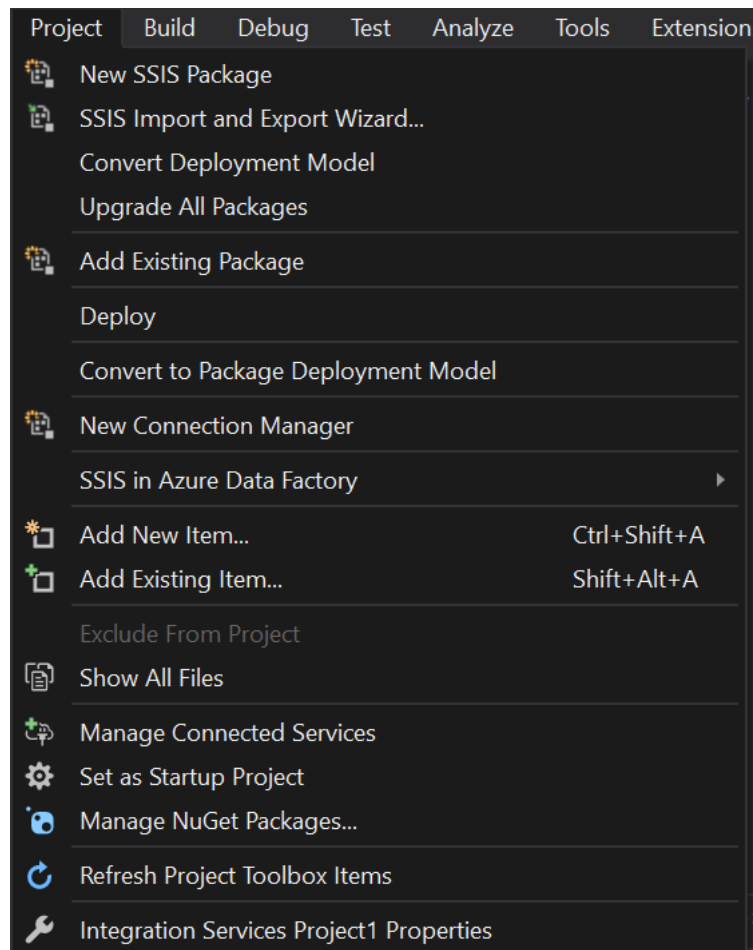 Project Build Debug Test Analyze Tools Extension
New SSIS Package
SSIS Import and Export Wizard...
Convert Deployment Model
Upgrade All Packages
Add Existing Package
Deploy
Convert to Package Deployment Model
New Connection Manager
SSIS in Azure Data Factory
Add New Item... Ctrl+Shift+A
Add Existing Item... Shift+Alt+A
Exclude From Project
Show All Files
Manage Connected Services
Set as Startup Project
Manage NuGet Packages...
Refresh Project Toolbox Items
Integration Services Project1 Properties